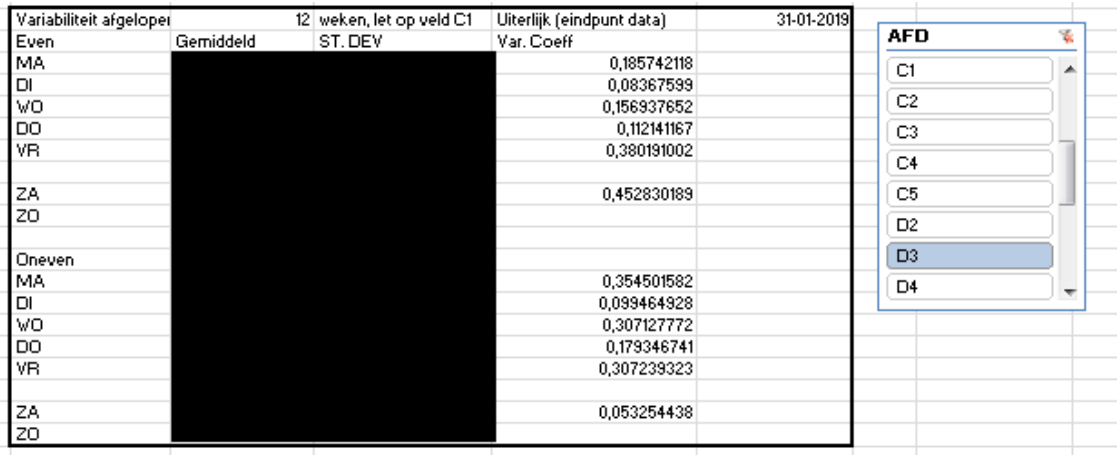 Variabiliteit afgeloper 12 weken, let op veld C1 Uiterlijk (eindpunt data) 31-01-2019
Even Gemiddeld ST. DEV Var. Coeff
MA 0,185742118
DI 0,08367599
WO 0,156937652
DO 0,112141167
VR 0,380191002
ZA 0,452830189
ZO
Oneven
MA 0,354501582
DI 0,099464928
WO 0,307127772
DO 0,179346741
VR 0,307239323
ZA 0,053254438
ZO
AFD
C1
C2
C3
C4
C5
D2
D3
D4